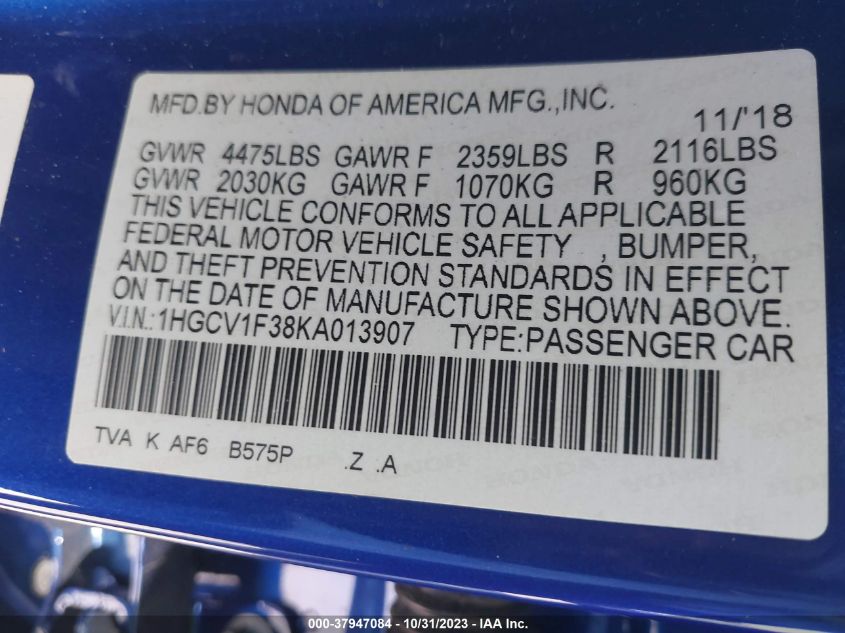 MFD.BY HONDA OF AMERICA MFG.,INC.
11/'18
GVWR 4475LBS GAWR F 2359LBS R 2116LBS
GVWR 2030KG GAWR F 1070KG R 960KG
THIS VEHICLE CONFORMS TO ALL APPLICABLE
FEDERAL MOTOR VEHICLE SAFETY , BUMPER,
AND THEFT PREVENTION STANDARDS IN EFFECT
ON THE DATE OF MANUFACTURE SHOWN ABOVE.
V.I.N.:1HGCV1F38KA013907 TYPE:PASSENGER CAR
TVA K AF6 B575P .Z .A
000-37947084 - 10/31/2023 - IAA Inc.